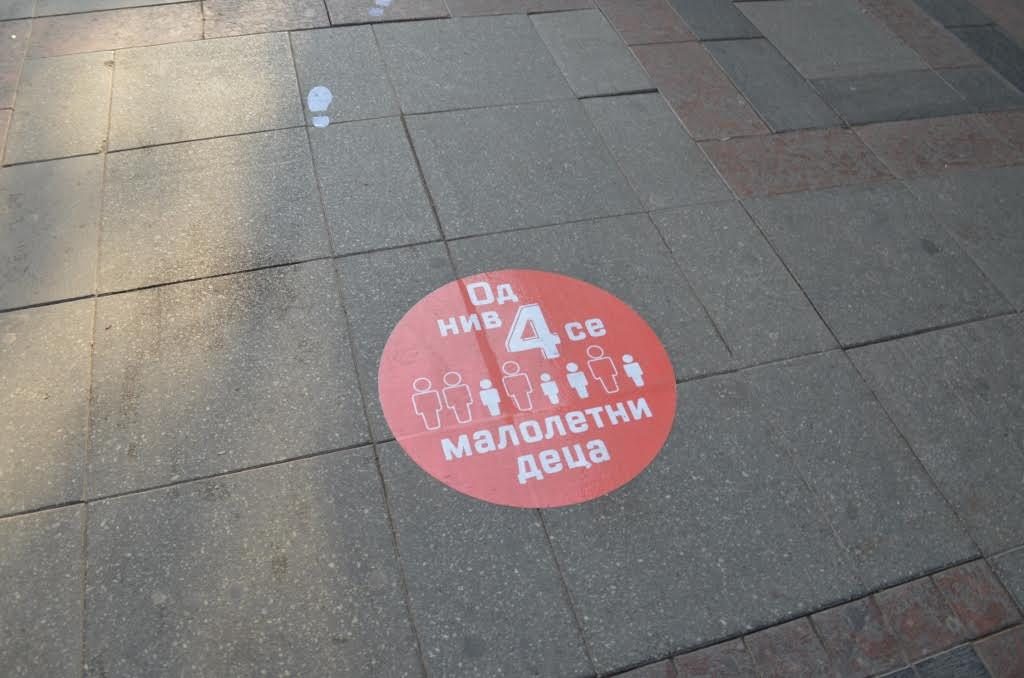 Од
нив 4 се
малолетни
деца